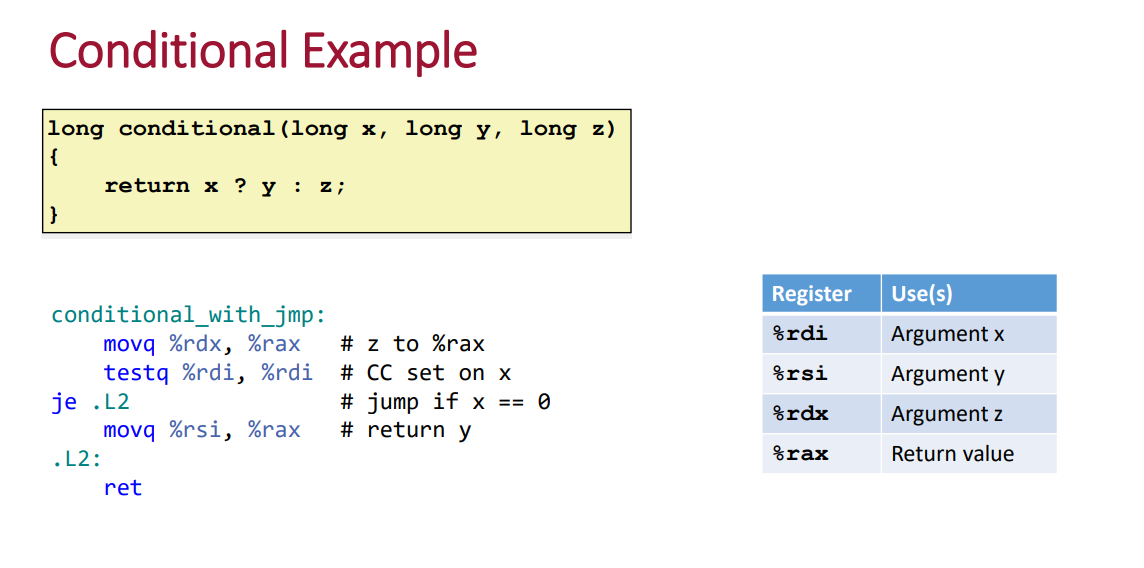 Conditional Example
long conditional(long x, long y, long z)
{
    return x ? y : z;
}
conditional_with_jmp:
    movq %rdx, %rax   # z to %rax
    testq %rdi, %rdi  # CC set on x
je .L2                # jump if x == 0
    movq %rsi, %rax   # return y
.L2:
    ret
Register Use(s)
%rdi Argument x
%rsi Argument y
%rdx Argument z
%rax Return value